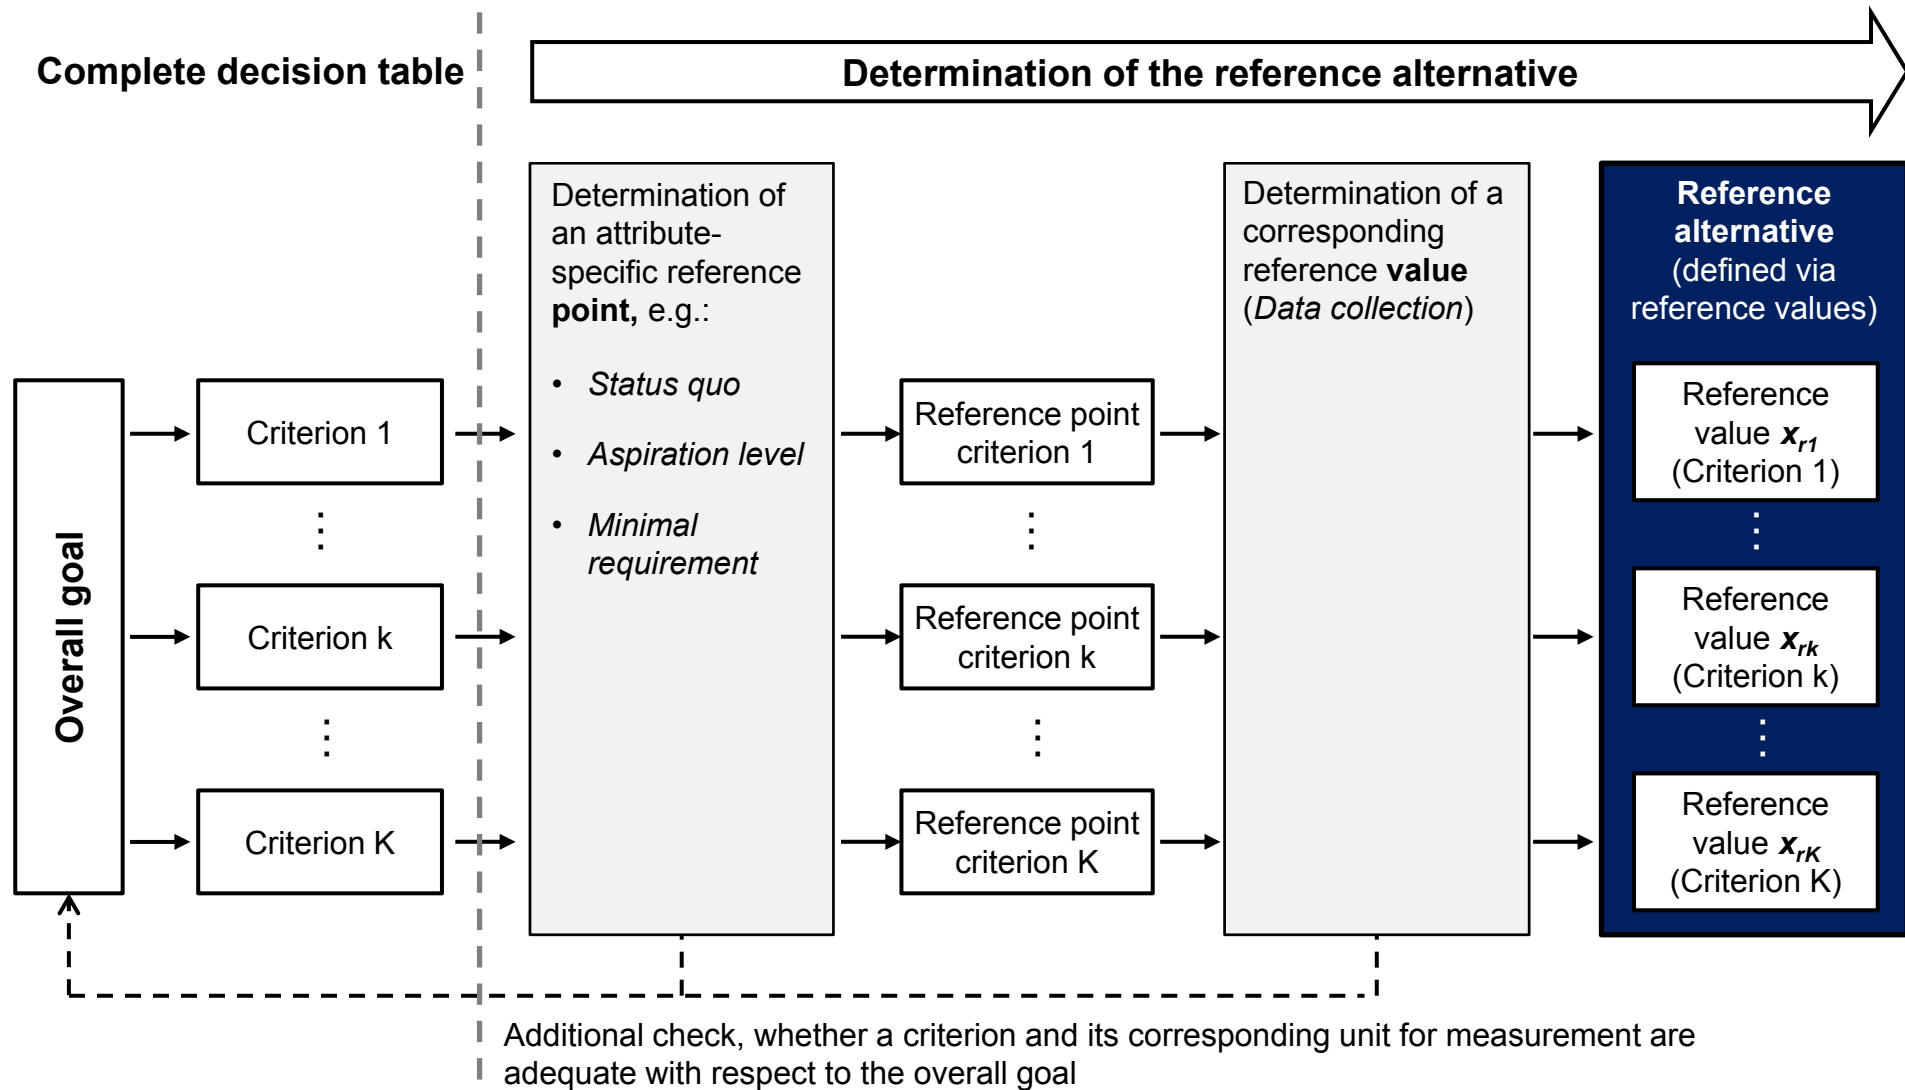 Complete decision table
Determination of the reference alternative
Overall goal
Criterion 1
⋮
Criterion k
⋮
Criterion K
Determination of
an attribute-
specific reference
point, e.g.:
• Status quo
• Aspiration level
• Minimal
requirement
Reference point
criterion 1
⋮
Reference point
criterion k
⋮
Reference point
criterion K
Determination of a
corresponding
reference value
(Data collection)
Reference
alternative
(defined via
reference values)
Reference
value x_r1
(Criterion 1)
⋮
Reference
value x_rk
(Criterion k)
⋮
Reference
value x_rK
(Criterion K)
Additional check, whether a criterion and its corresponding unit for measurement are
adequate with respect to the overall goal